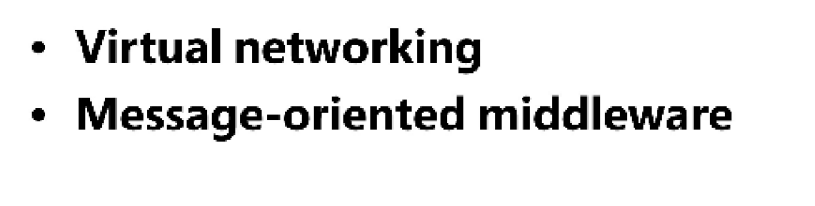 • Virtual networking
• Message-oriented middleware